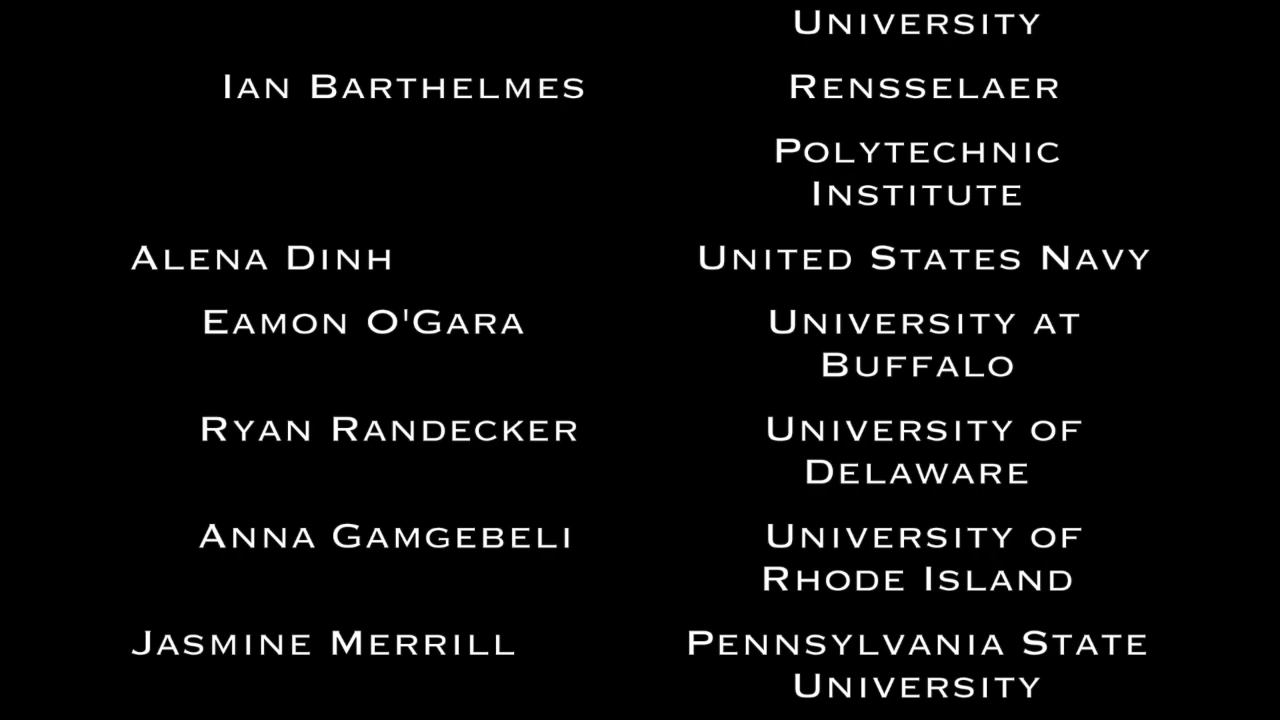 University
Ian Barthelmes Rensselaer
Polytechnic
Institute
Alena Dinh United States Navy
Eamon O'Gara University at
Buffalo
Ryan Randecker University of
Delaware
Anna Gamgebeli University of
Rhode Island
Jasmine Merrill Pennsylvania State
University